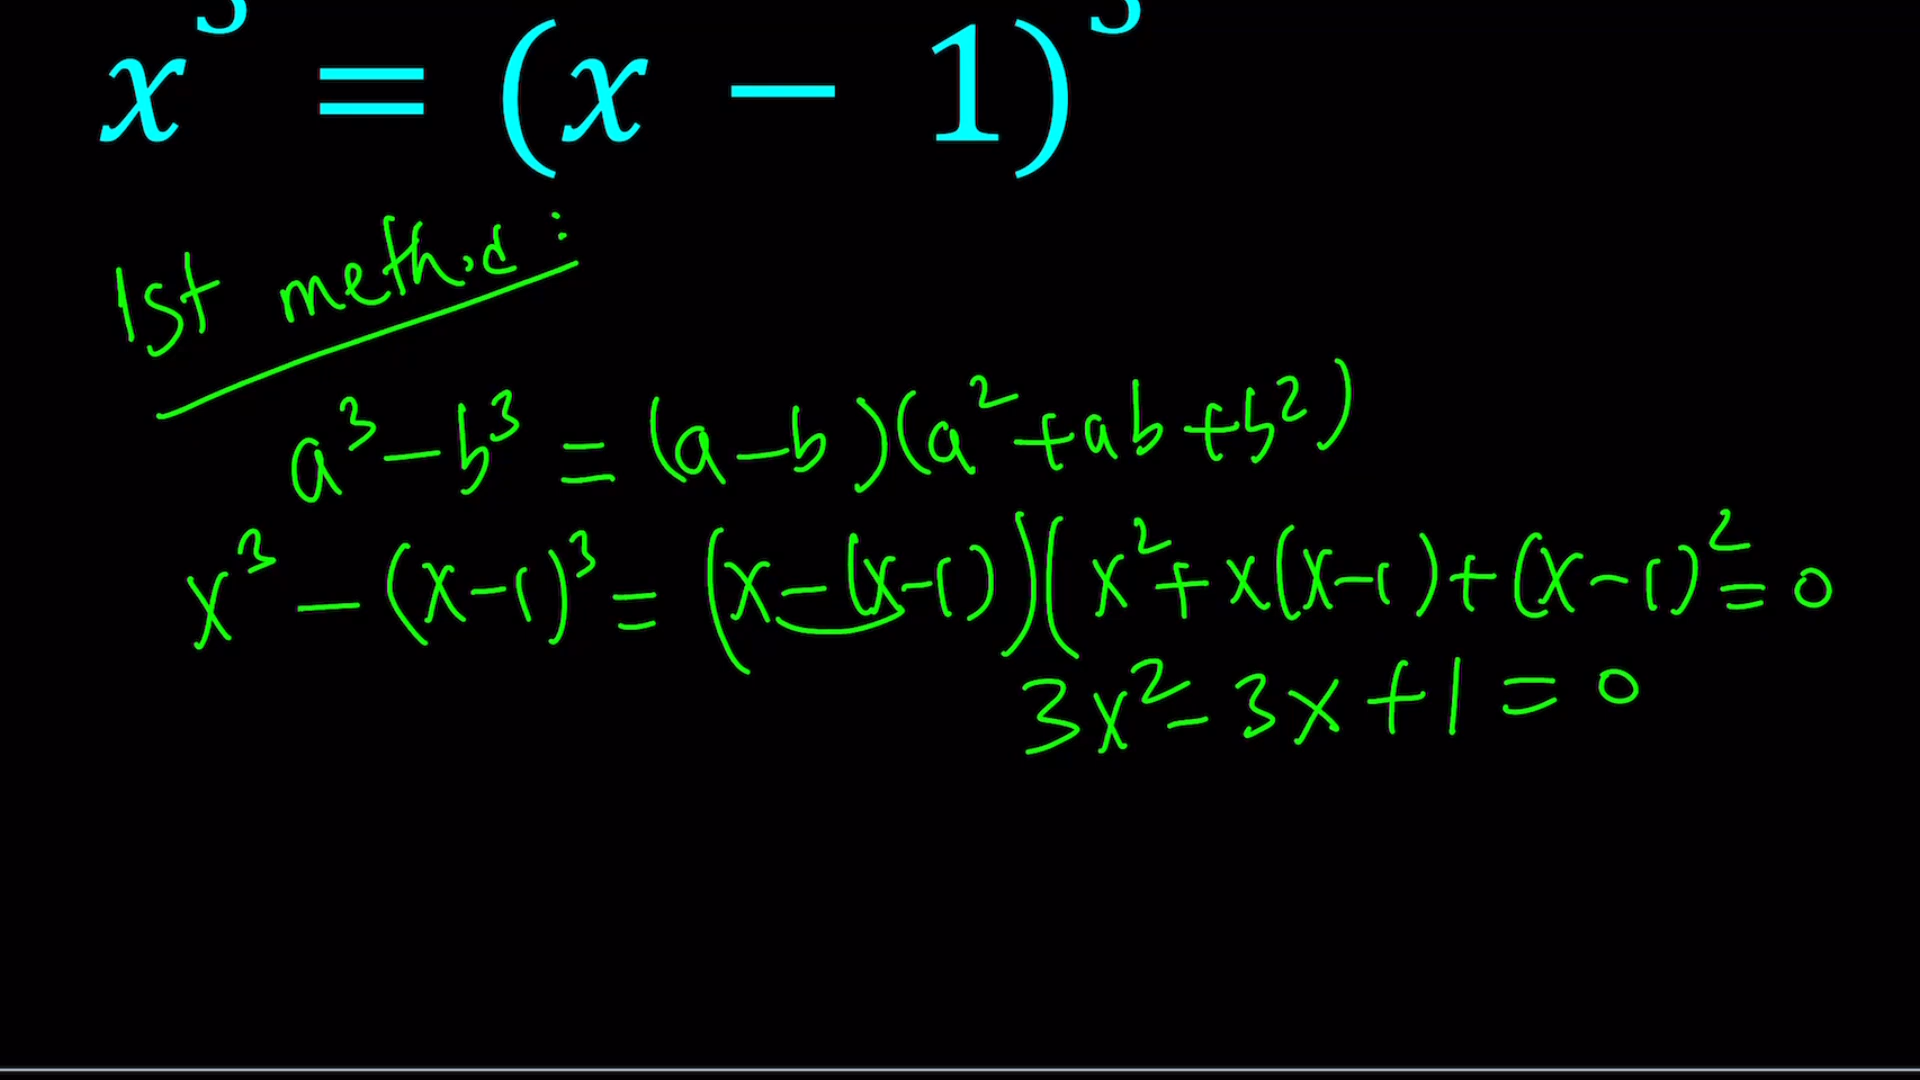 x³ = (x − 1)³
1st method:
a³ − b³ = (a − b)(a² + ab + b²)
x³ − (x−1)³ = (x − (x−1))(x² + x(x−1) + (x−1)² = 0
3x² − 3x + 1 = 0